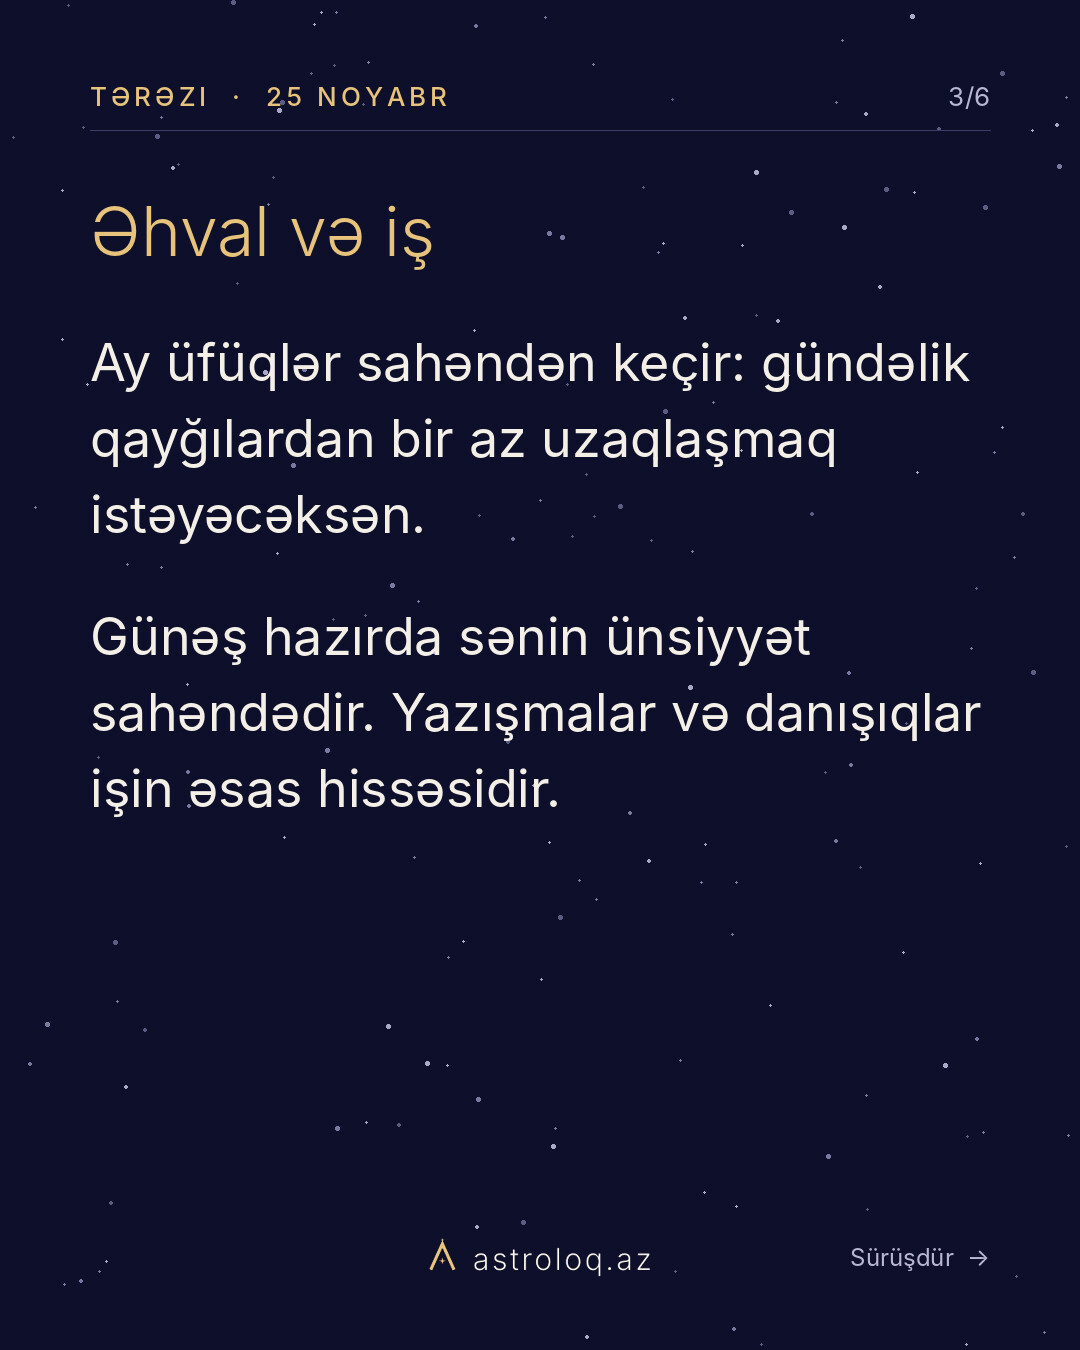 TƏRƏZI · 25 NOYABR
3/6
Əhval və iş
Ay üfüqlər sahəndən keçir: gündəlik
qayğılardan bir az uzaqlaşmaq
istəyəcəksən.
Günəş hazırda sənin ünsiyyət
sahəndədir. Yazışmalar və danışıqlar
işin əsas hissəsidir.
astroloq.az
Sürüşdür →